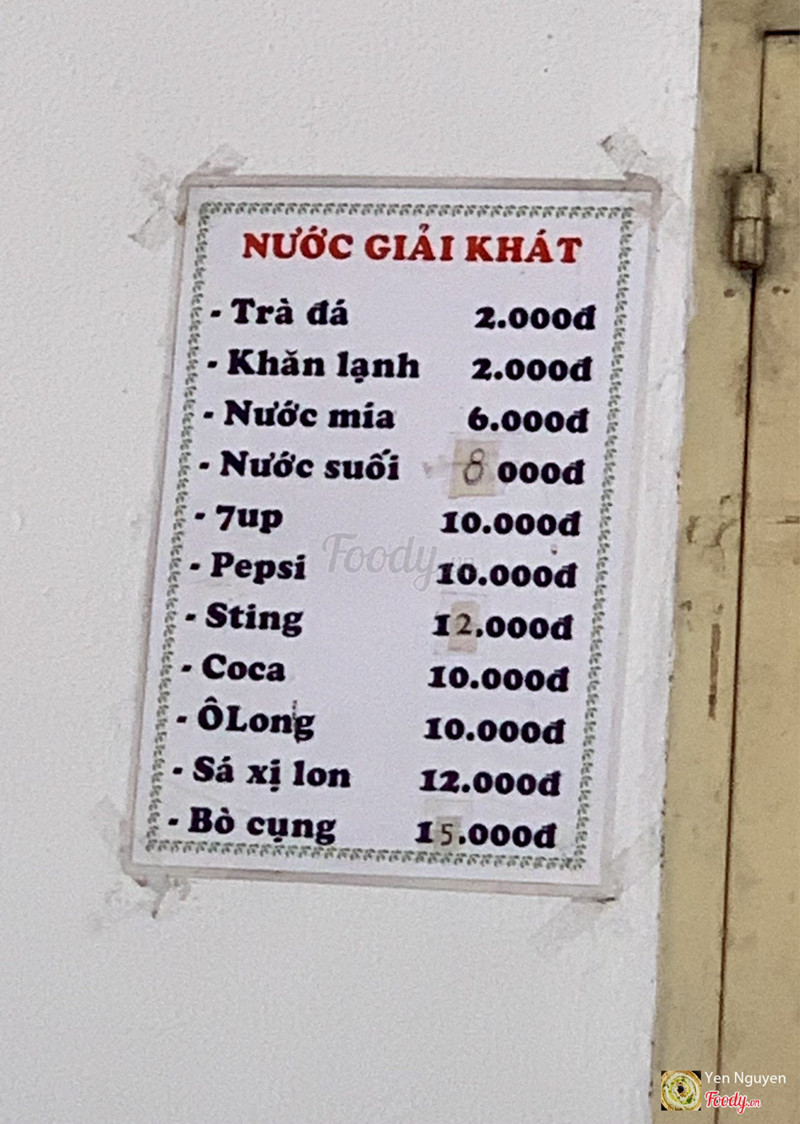 NƯỚC GIẢI KHÁT
- Trà đá 2.000đ
- Khăn lạnh 2.000đ
- Nước mía 6.000đ
- Nước suối 8 000đ
- 7up 10.000đ
- Pepsi 10.000đ
- Sting 12.000đ
- Coca 10.000đ
- ÔLong 10.000đ
- Sá xị lon 12.000đ
- Bò cụng 15.000đ
Foody.vn
Yen Nguyen
Foody.vn